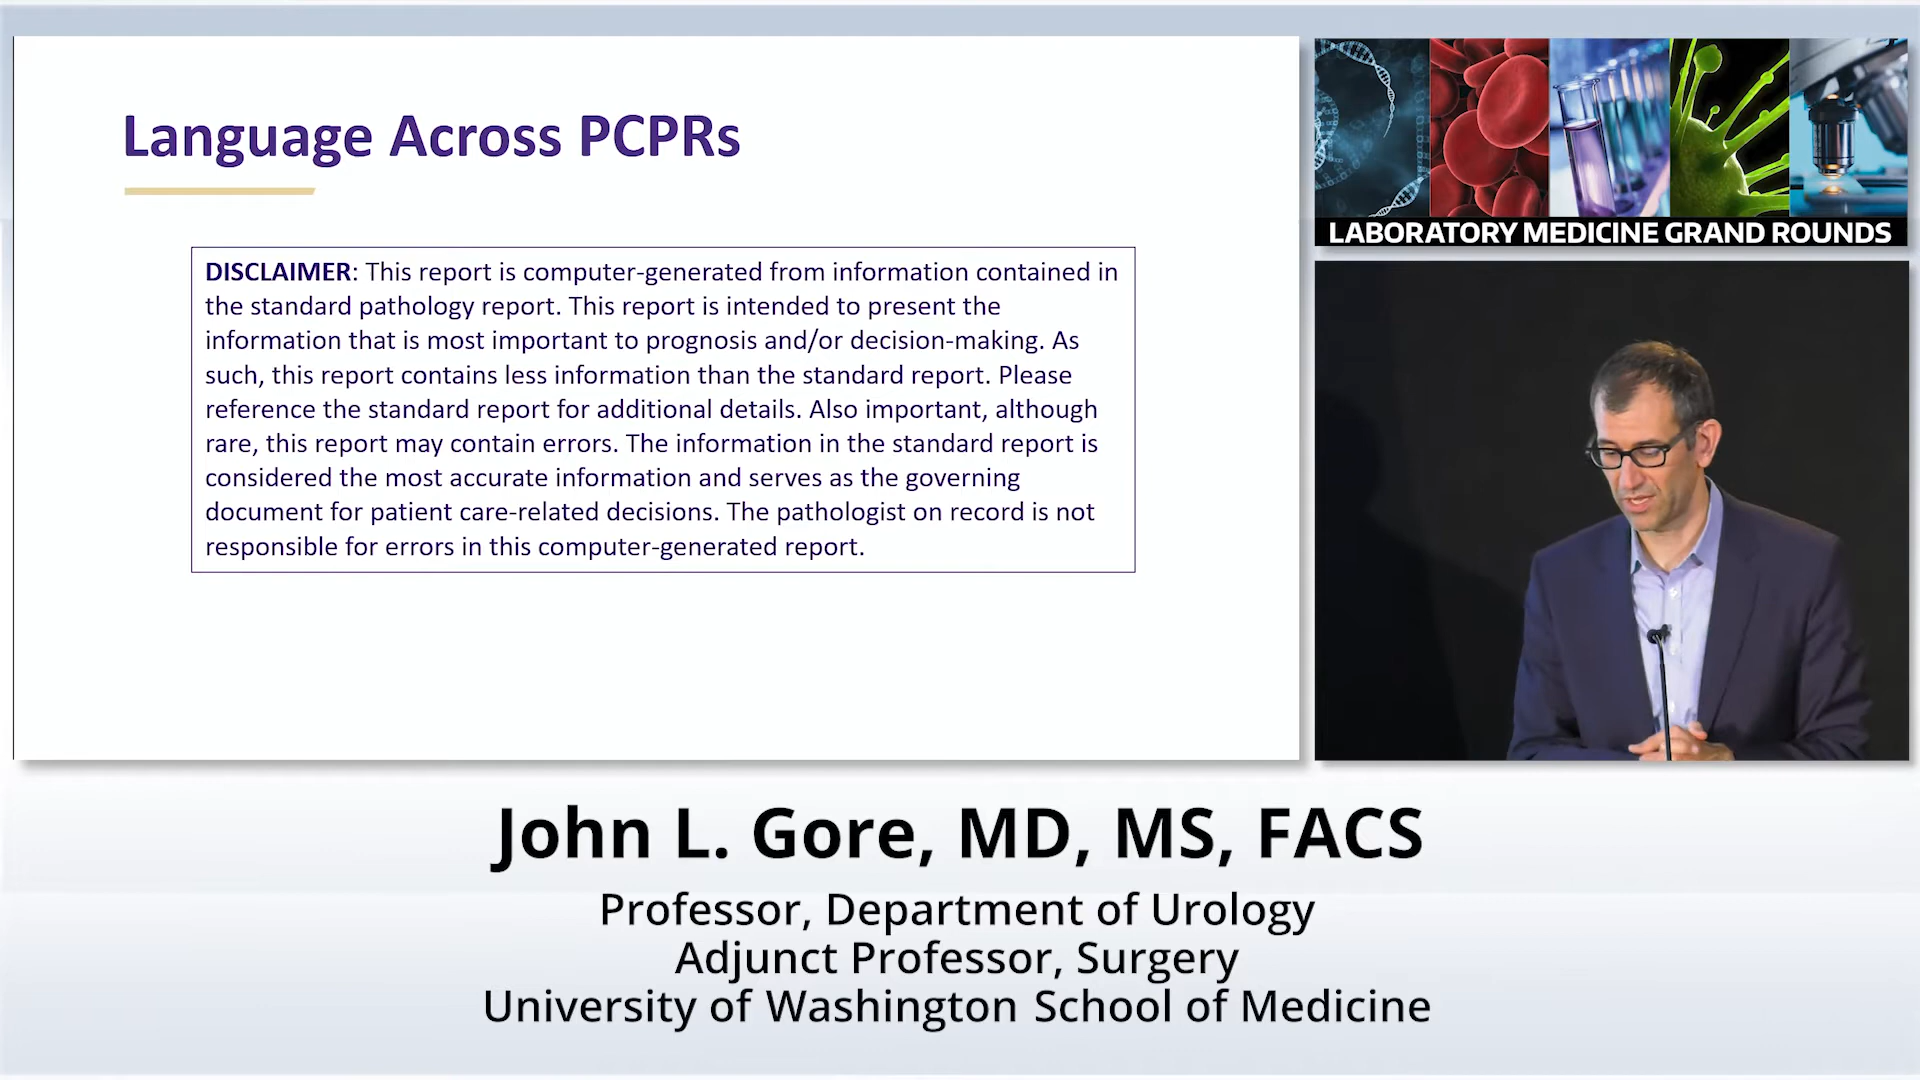 Language Across PCPRs
DISCLAIMER: This report is computer-generated from information contained in
the standard pathology report. This report is intended to present the
information that is most important to prognosis and/or decision-making. As
such, this report contains less information than the standard report. Please
reference the standard report for additional details. Also important, although
rare, this report may contain errors. The information in the standard report is
considered the most accurate information and serves as the governing
document for patient care-related decisions. The pathologist on record is not
responsible for errors in this computer-generated report.
LABORATORY MEDICINE GRAND ROUNDS
John L. Gore, MD, MS, FACS
Professor, Department of Urology
Adjunct Professor, Surgery
University of Washington School of Medicine